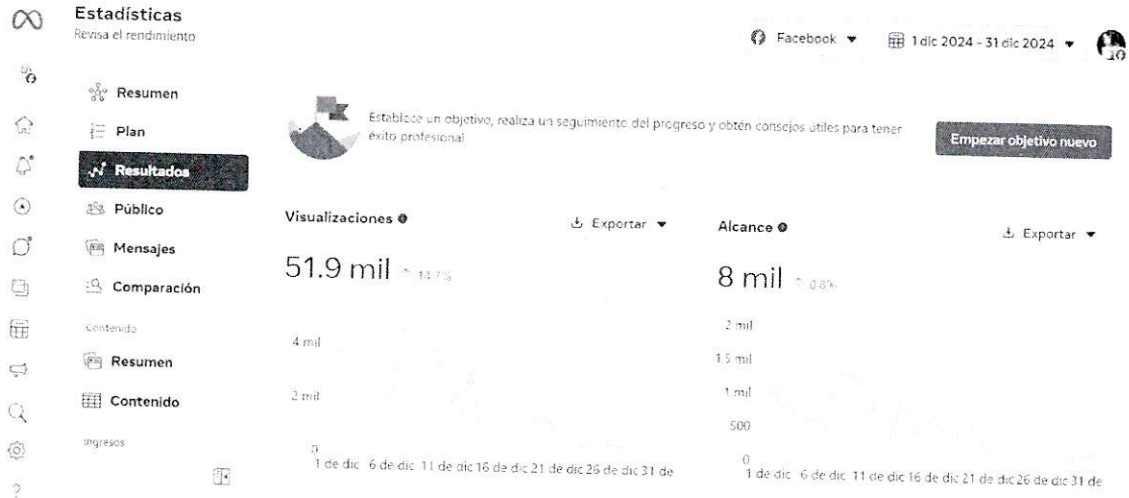 Estadísticas
Revisa el rendimiento
Facebook
1 dic 2024 - 31 dic 2024
Resumen
Plan
Resultados
Público
Mensajes
Comparación
Contenido
Resumen
Contenido
Ingresos
Establece un objetivo, realiza un seguimiento del progreso y obtén consejos útiles para tener
éxito profesional
Empezar objetivo nuevo
Visualizaciones
Exportar
51.9 mil 14.7%
4 mil
2 mil
0
1 de dic 6 de dic 11 de dic 16 de dic 21 de dic 26 de dic 31 de
Alcance
Exportar
8 mil 0.8%
2 mil
1.5 mil
1 mil
500
0
1 de dic 6 de dic 11 de dic 16 de dic 21 de dic 26 de dic 31 de